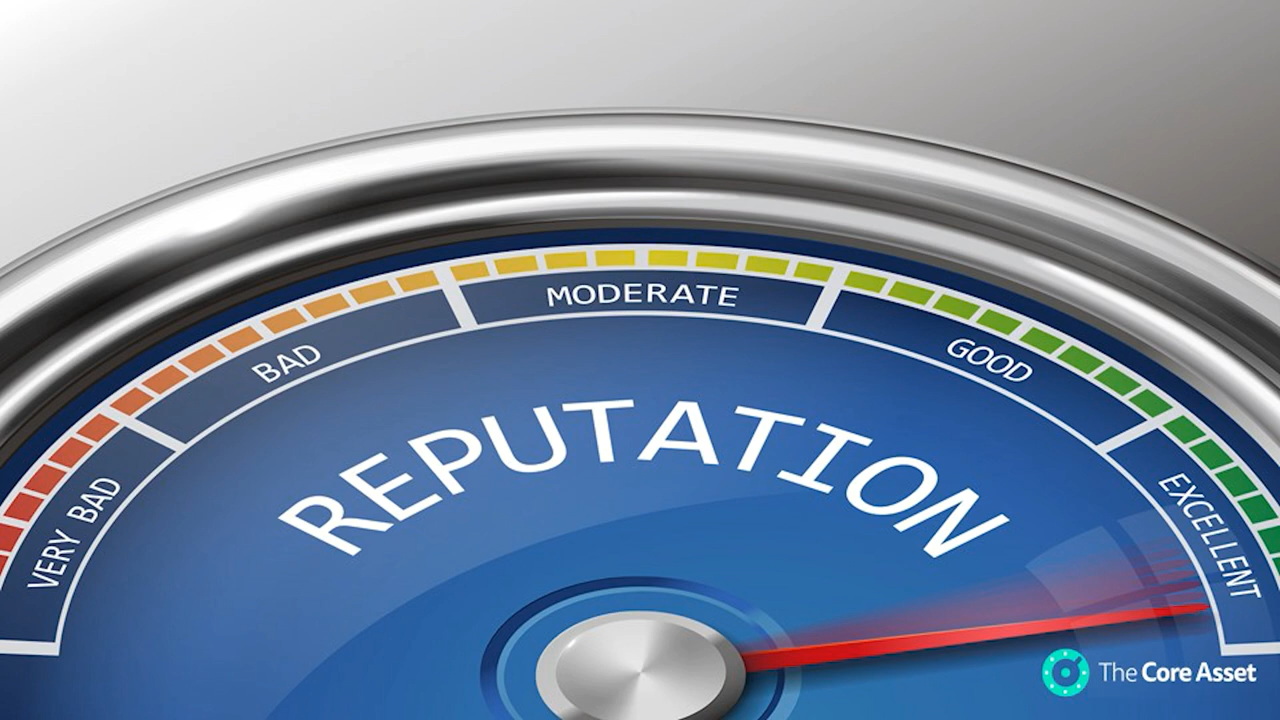 VERY BAD
BAD
MODERATE
GOOD
EXCELLENT
REPUTATION
The Core Asset